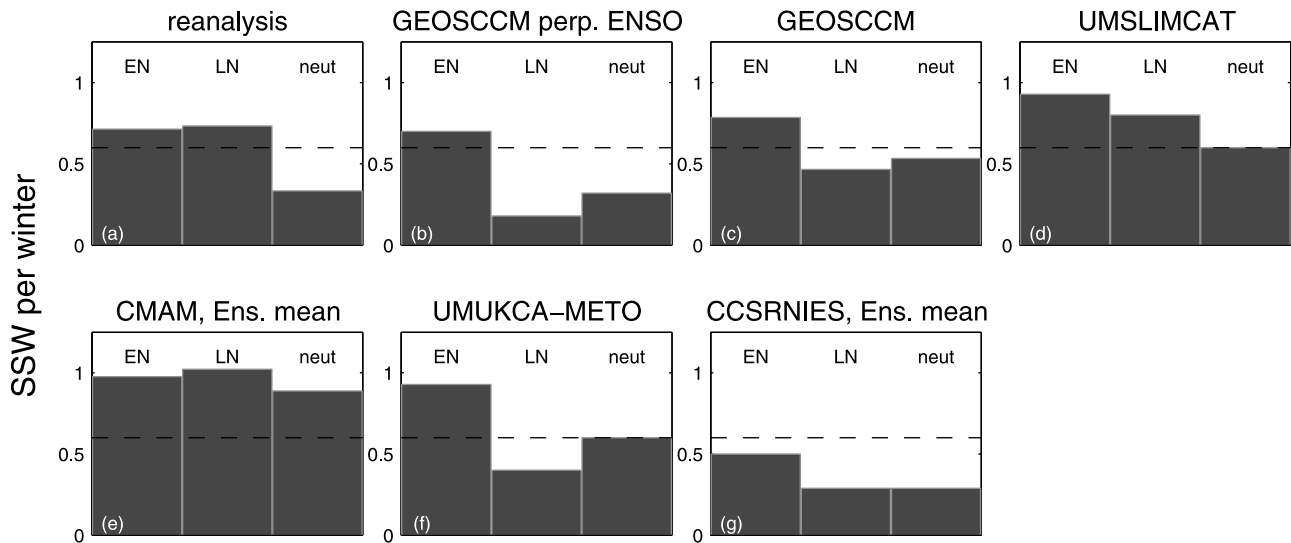 reanalysis
GEOSCCM perp. ENSO
GEOSCCM
UMSLIMCAT
EN LN neut
EN LN neut
EN LN neut
EN LN neut
1
0.5
0
1
0.5
0
1
0.5
0
1
0.5
0
(a)
(b)
(c)
(d)
SSW per winter
CMAM, Ens. mean
UMUKCA−METO
CCSRNIES, Ens. mean
EN LN neut
EN LN neut
EN LN neut
1
0.5
0
1
0.5
0
1
0.5
0
(e)
(f)
(g)